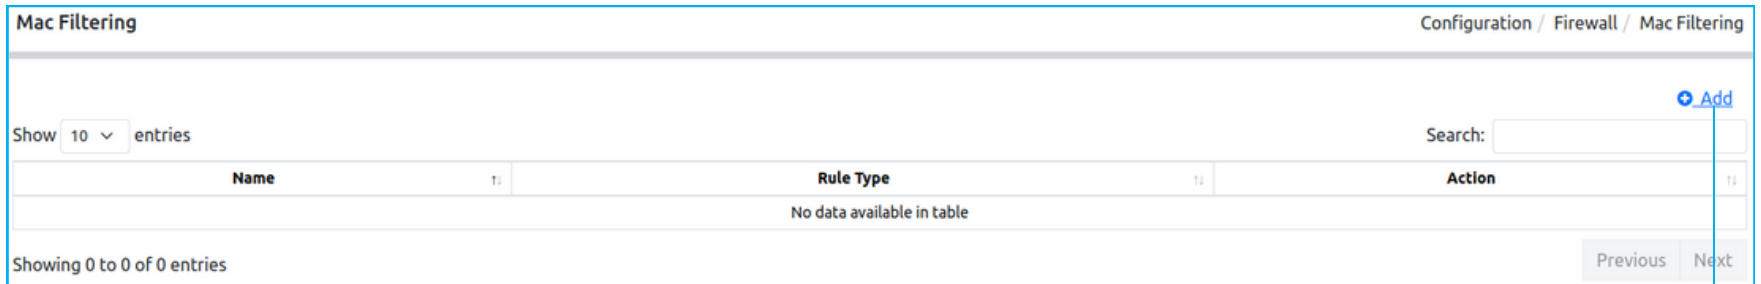 Mac Filtering
Configuration / Firewall / Mac Filtering
Add
Show 10 entries
Search:
Name Rule Type Action
No data available in table
Showing 0 to 0 of 0 entries
Previous Next